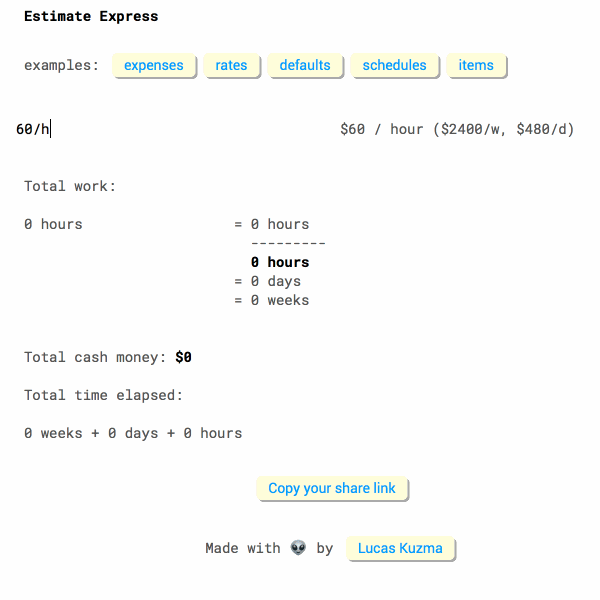 Estimate Express
examples: expenses rates defaults schedules items
60/h $60 / hour ($2400/w, $480/d)
Total work:
0 hours = 0 hours
---------
0 hours
= 0 days
= 0 weeks
Total cash money: $0
Total time elapsed:
0 weeks + 0 days + 0 hours
Copy your share link
Made with 👽 by Lucas Kuzma